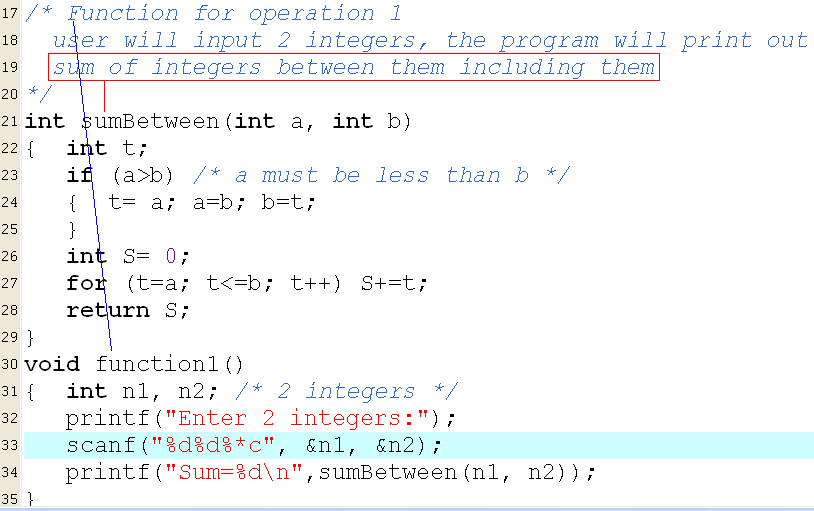 17 /* Function for operation 1
18 user will input 2 integers, the program will print out
19 sum of integers between them including them
20 */
21 int sumBetween(int a, int b)
22 { int t;
23 if (a>b) /* a must be less than b */
24 { t= a; a=b; b=t;
25 }
26 int S= 0;
27 for (t=a; t<=b; t++) S+=t;
28 return S;
29 }
30 void function1()
31 { int n1, n2; /* 2 integers */
32 printf("Enter 2 integers:");
33 scanf("%d%d%*c", &n1, &n2);
34 printf("Sum=%d\n",sumBetween(n1, n2));
35 }